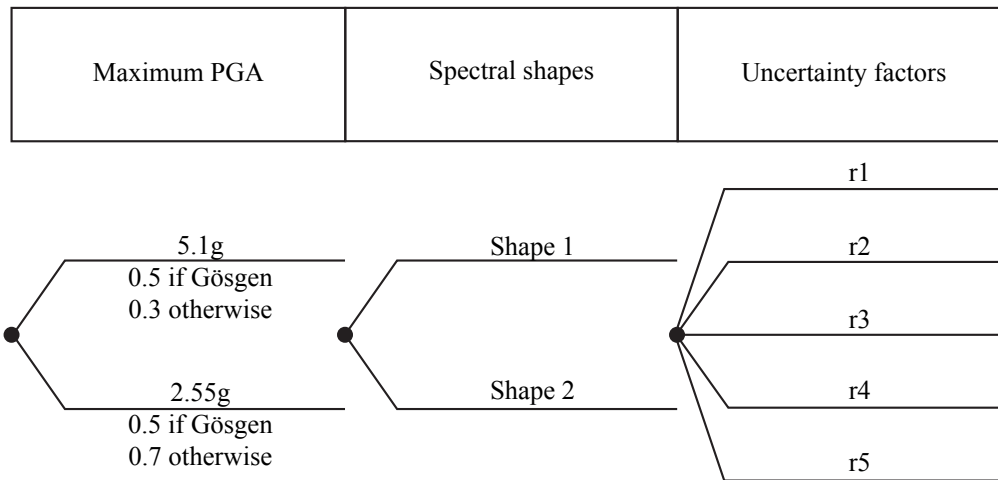 Maximum PGA
Spectral shapes
Uncertainty factors
5.1g
0.5 if Gösgen
0.3 otherwise
2.55g
0.5 if Gösgen
0.7 otherwise
Shape 1
Shape 2
r1
r2
r3
r4
r5